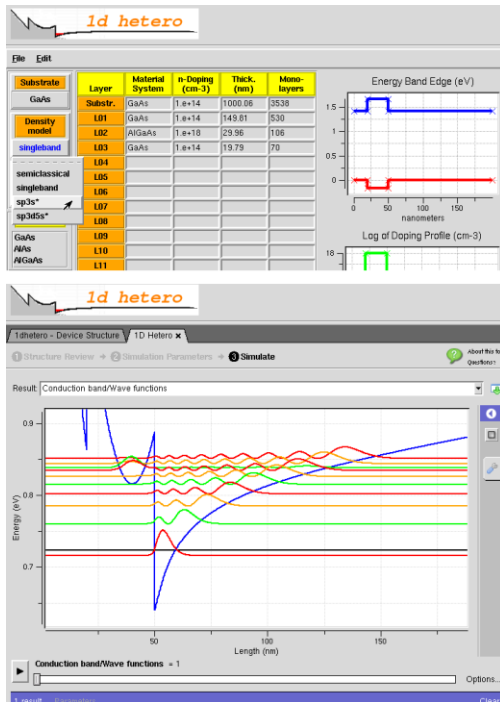 1d hetero
File Edit
Substrate
GaAs
Density model
singleband
semiclassical
singleband
sp3s*
sp3d5s*
GaAs
AlAs
AlGaAs
Layer Material System n-Doping (cm-3) Thick. (nm) Mono-layers
Substr. GaAs 1.e+14 1000.06 3538
L01 GaAs 1.e+14 149.81 530
L02 AlGaAs 1.e+18 29.96 106
L03 GaAs 1.e+14 19.79 70
L04
L05
L06
L07
L08
L09
L10
L11
Energy Band Edge (eV)
1.5
1
0.5
0
0 50 100 150
nanometers
Log of Doping Profile (cm-3)
18
1d hetero
1dhetero - Device Structure 1D Hetero x
1 Structure Review → 2 Simulation Parameters → 3 Simulate
? About this to
Questions?
Result: Conduction band/Wave functions
0.9
0.8
0.7
Energy (eV)
50 100 150
Length (nm)
Conduction band/Wave functions = 1
Options...
1 result Parameters... Clear